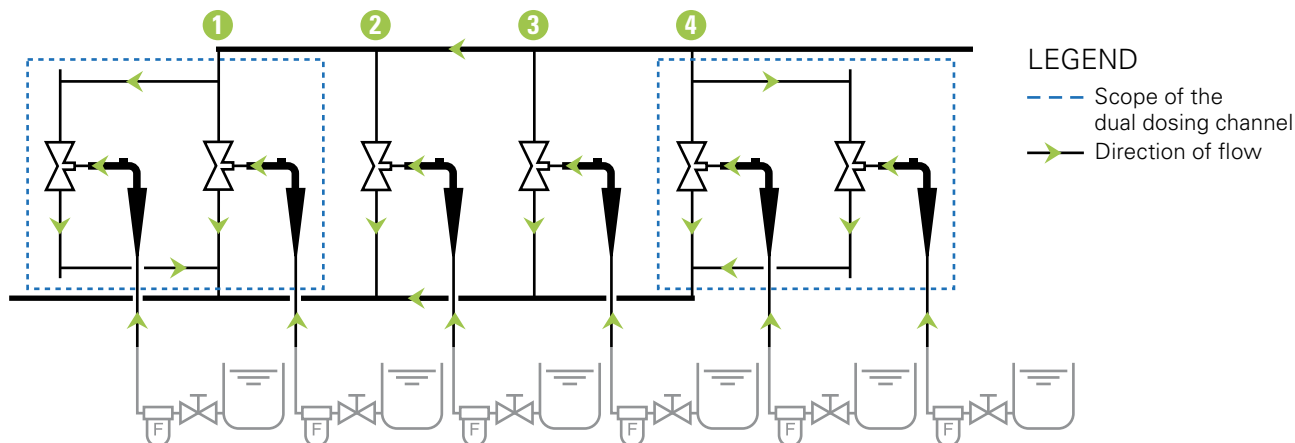 1 2 3 4
LEGEND
Scope of the
dual dosing channel
Direction of flow
F F F F F F